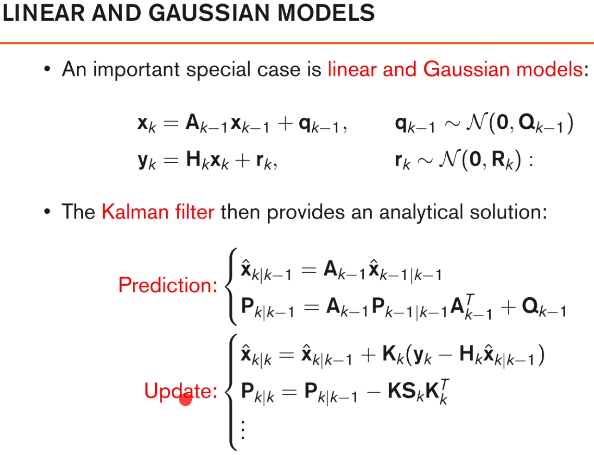 LINEAR AND GAUSSIAN MODELS
• An important special case is linear and Gaussian models:
x_k = A_{k−1}x_{k−1} + q_{k−1}, q_{k−1} ∼ 𝒩(0, Q_{k−1})
y_k = H_k x_k + r_k, r_k ∼ 𝒩(0, R_k) :
• The Kalman filter then provides an analytical solution:
Prediction: { x̂_{k|k−1} = A_{k−1}x̂_{k−1|k−1}
P_{k|k−1} = A_{k−1}P_{k−1|k−1}A^T_{k−1} + Q_{k−1}
Update: { x̂_{k|k} = x̂_{k|k−1} + K_k(y_k − H_k x̂_{k|k−1})
P_{k|k} = P_{k|k−1} − KS_kK^T_k
⋮